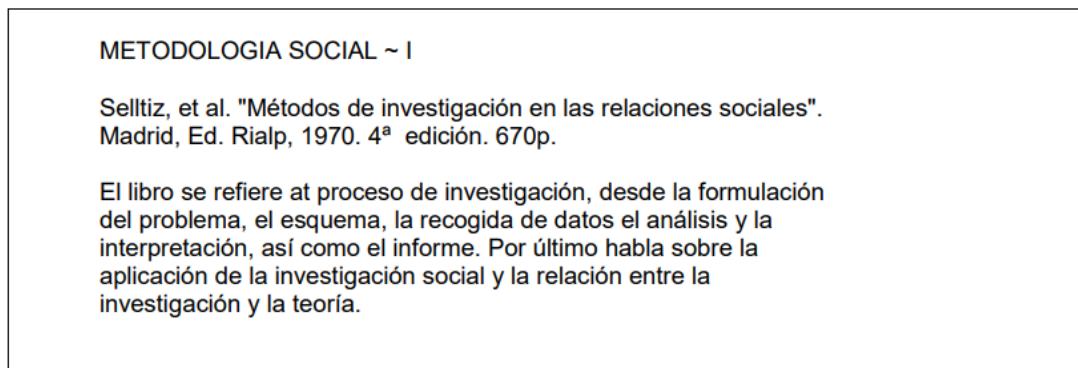 METODOLOGIA SOCIAL ~ I
Selltiz, et al. "Métodos de investigación en las relaciones sociales".
Madrid, Ed. Rialp, 1970. 4ª edición. 670p.
El libro se refiere at proceso de investigación, desde la formulación
del problema, el esquema, la recogida de datos el análisis y la
interpretación, así como el informe. Por último habla sobre la
aplicación de la investigación social y la relación entre la
investigación y la teoría.